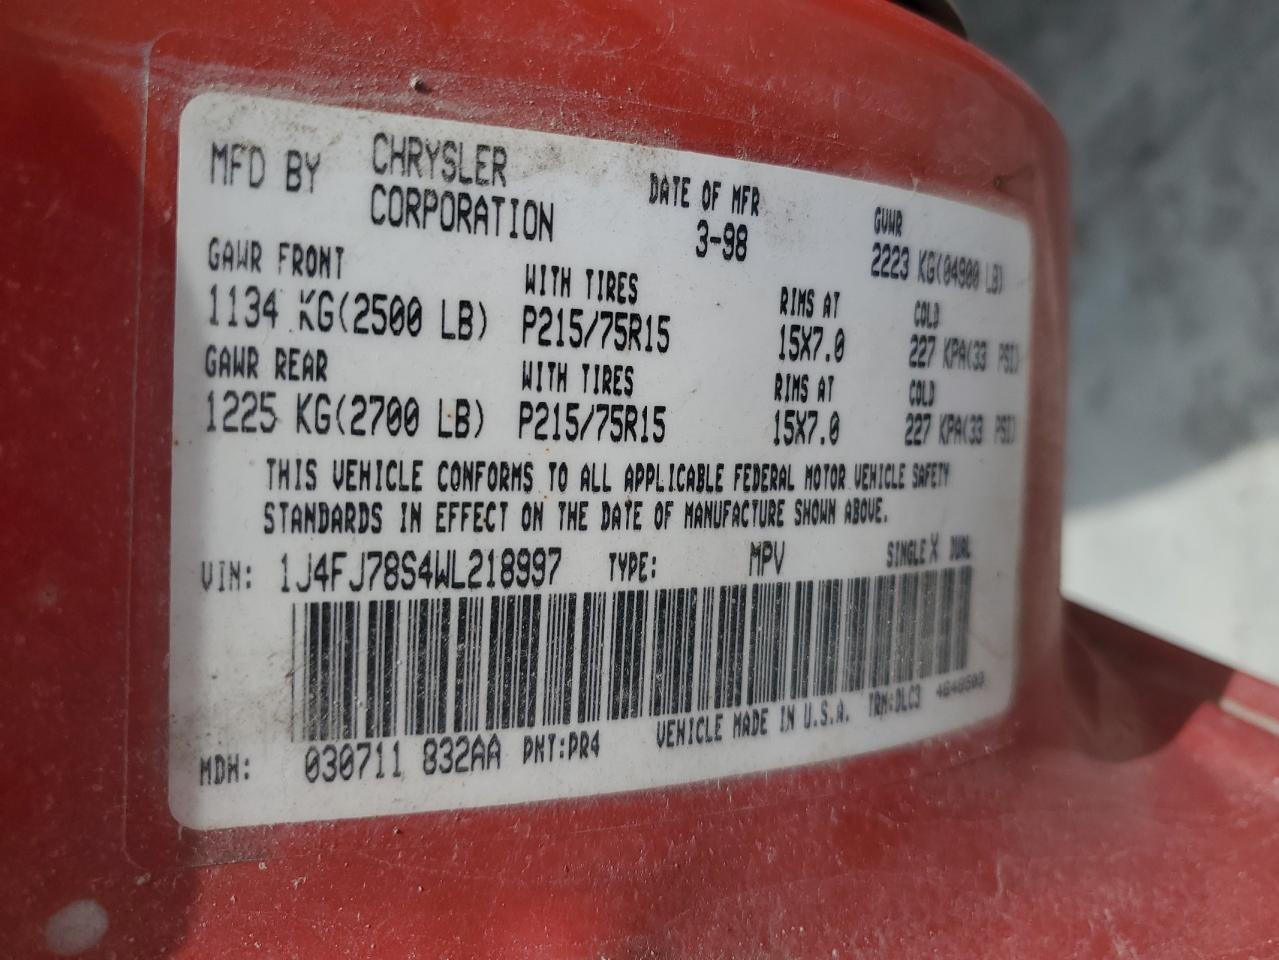 MFD BY CHRYSLER CORPORATION DATE OF MFR 3-98 GVWR 2223 KG(04900 LB)
GAWR FRONT WITH TIRES RIMS AT COLD
1134 KG(2500 LB) P215/75R15 15X7.0 227 KPA(33 PSI)
GAWR REAR WITH TIRES RIMS AT COLD
1225 KG(2700 LB) P215/75R15 15X7.0 227 KPA(33 PSI)
THIS VEHICLE CONFORMS TO ALL APPLICABLE FEDERAL MOTOR VEHICLE SAFETY
STANDARDS IN EFFECT ON THE DATE OF MANUFACTURE SHOWN ABOVE.
VIN: 1J4FJ78S4WL218997 TYPE: MPV SINGLE X DUAL
MDH: 030711 832AA PNT:PR4 VEHICLE MADE IN U.S.A. TRM:DLC3